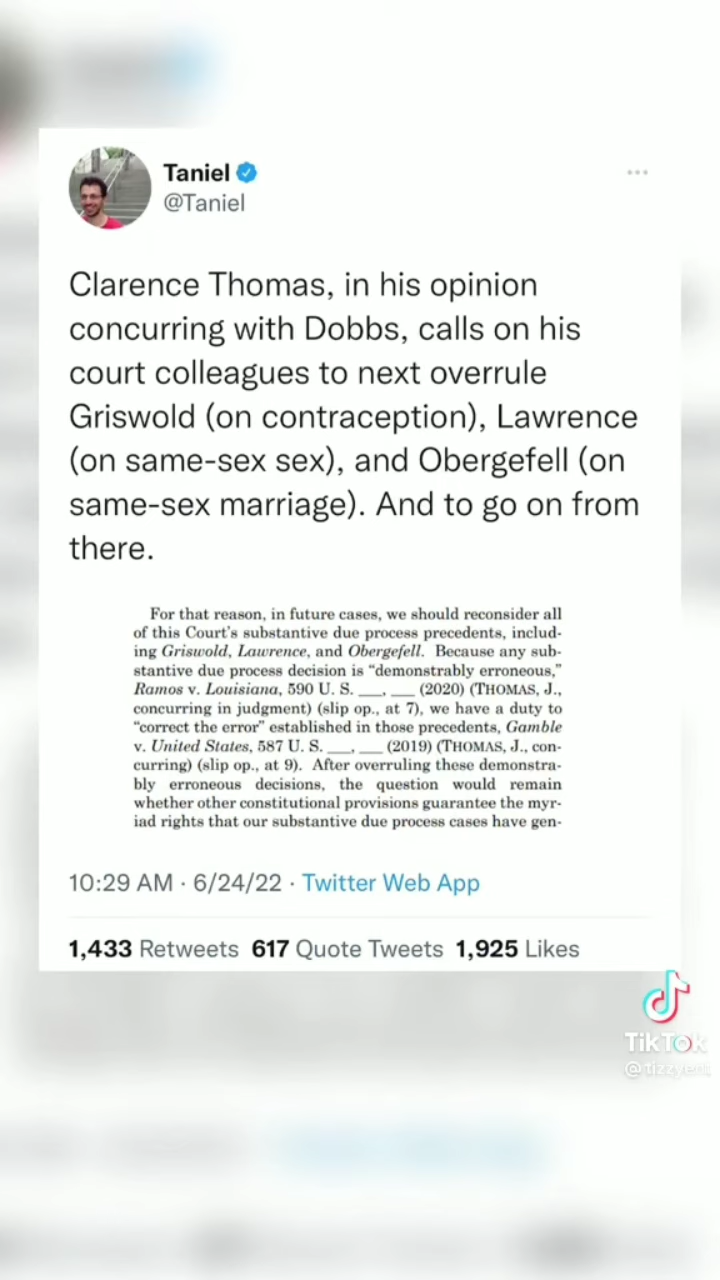 Taniel
@Taniel
Clarence Thomas, in his opinion
concurring with Dobbs, calls on his
court colleagues to next overrule
Griswold (on contraception), Lawrence
(on same-sex sex), and Obergefell (on
same-sex marriage). And to go on from
there.
For that reason, in future cases, we should reconsider all
of this Court's substantive due process precedents, includ-
ing Griswold, Lawrence, and Obergefell. Because any sub-
stantive due process decision is “demonstrably erroneous,”
Ramos v. Louisiana, 590 U. S. ___, ___ (2020) (THOMAS, J.,
concurring in judgment) (slip op., at 7), we have a duty to
“correct the error” established in those precedents, Gamble
v. United States, 587 U. S. ___, ___ (2019) (THOMAS, J., con-
curring) (slip op., at 9). After overruling these demonstra-
bly erroneous decisions, the question would remain
whether other constitutional provisions guarantee the myr-
iad rights that our substantive due process cases have gen-
10:29 AM · 6/24/22 · Twitter Web App
1,433 Retweets 617 Quote Tweets 1,925 Likes
TikTok
@tizzyent